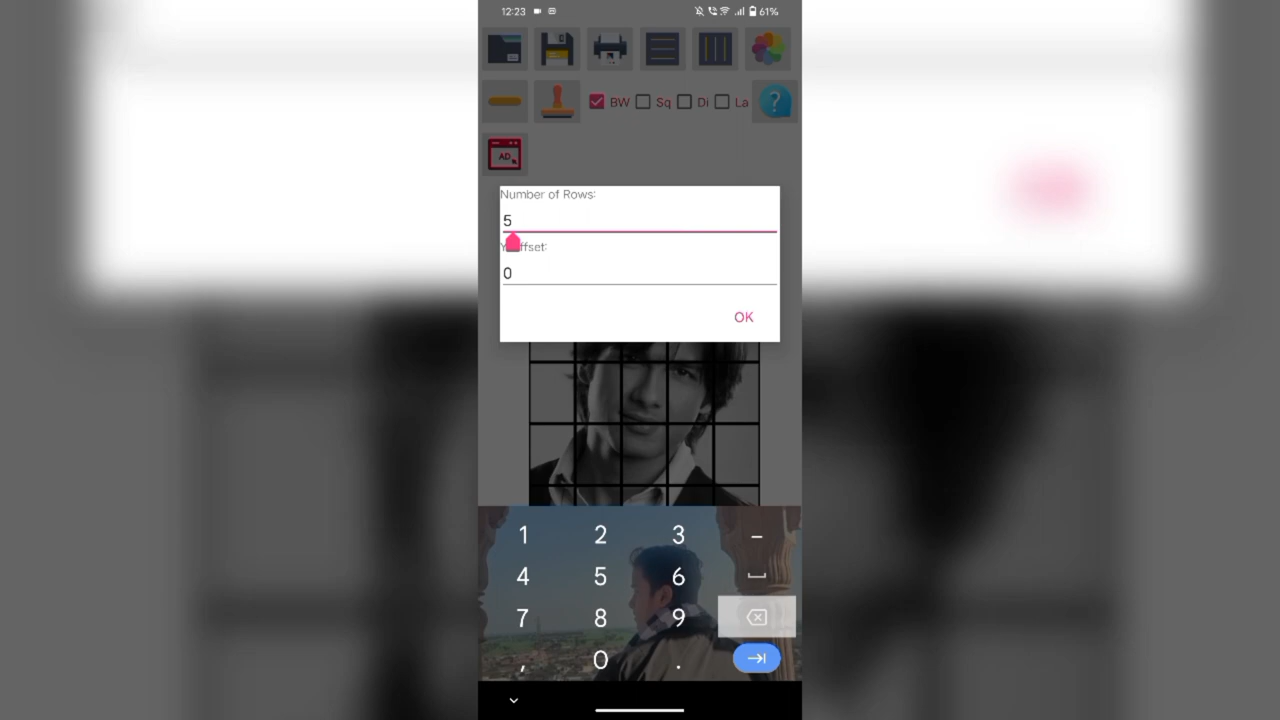 12:23 61%
BW Sq Di La ?
AD
Number of Rows:
5
Y offset:
0
OK
1 2 3 –
4 5 6
7 8 9
, 0 .